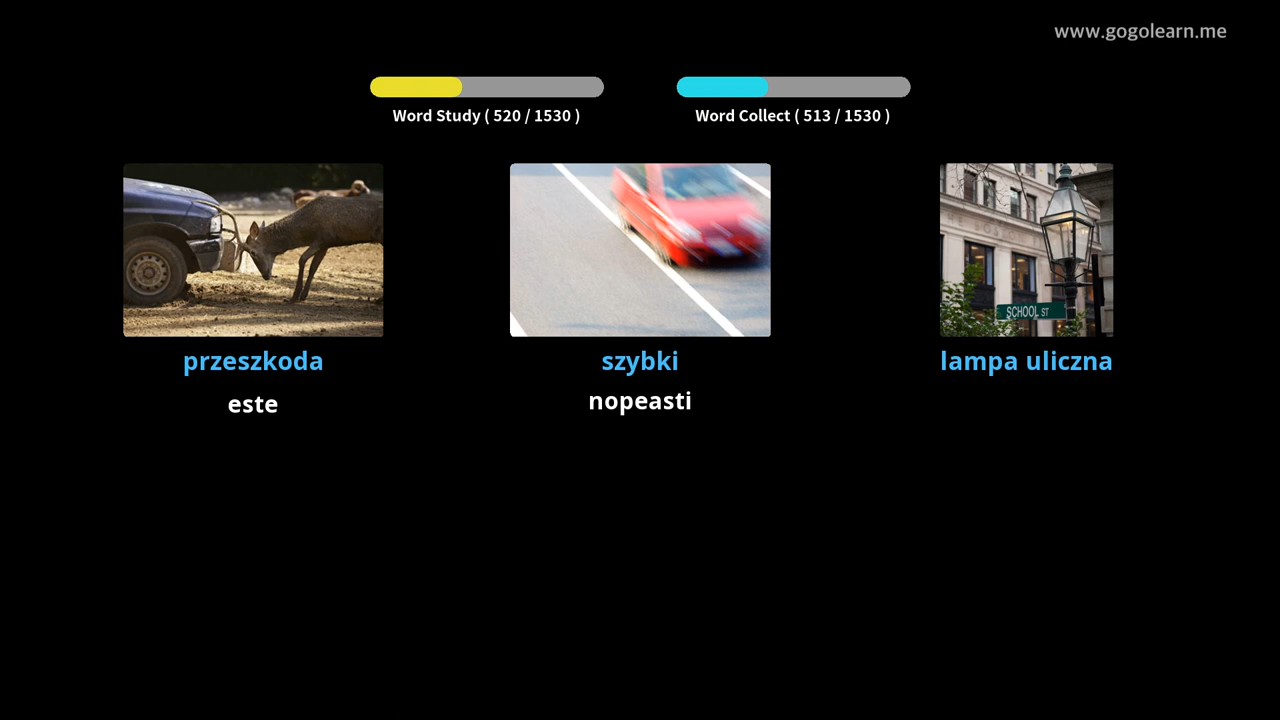 www.gogolearn.me
Word Study ( 520 / 1530 )
Word Collect ( 513 / 1530 )
SCHOOL ST
przeszkoda
szybki
lampa uliczna
este
nopeasti